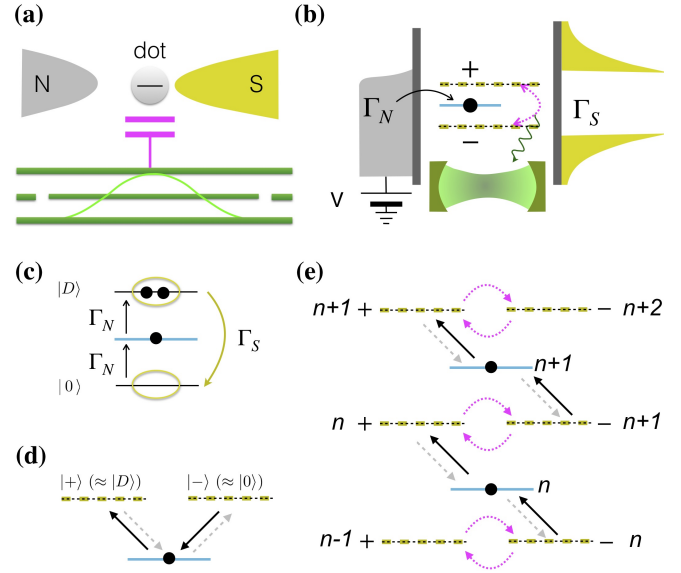 (a)
dot
N
S
(b)
+
Γ_N
Γ_S
−
V
(c)
|D⟩
Γ_N
Γ_S
Γ_N
|0⟩
(d)
|+⟩ (≈ |D⟩) |−⟩ (≈ |0⟩)
(e)
n+1 + − n+2
n+1
n + − n+1
n
n-1 + − n